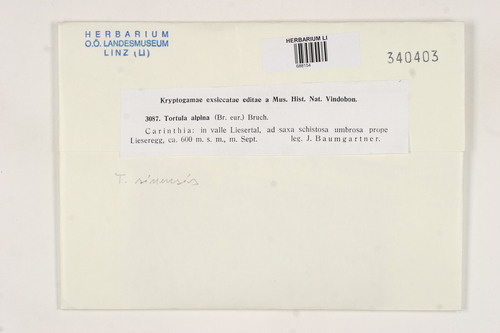 HERBARIUM
O.Ö. LANDESMUSEUM
LINZ (LI)
HERBARIUM LI
340403
Kryptogamae exsiccatae editae a Mus. Hist. Nat. Vindobon.
3087. Tortula alpina (Br. eur.) Bruch.
Carinthia: in valle Liesertal, ad saxa schistosa umbrosa prope
Lieseregg, ca. 600 m. s. m., m. Sept. leg. J. Baumgartner.
T. sinensis